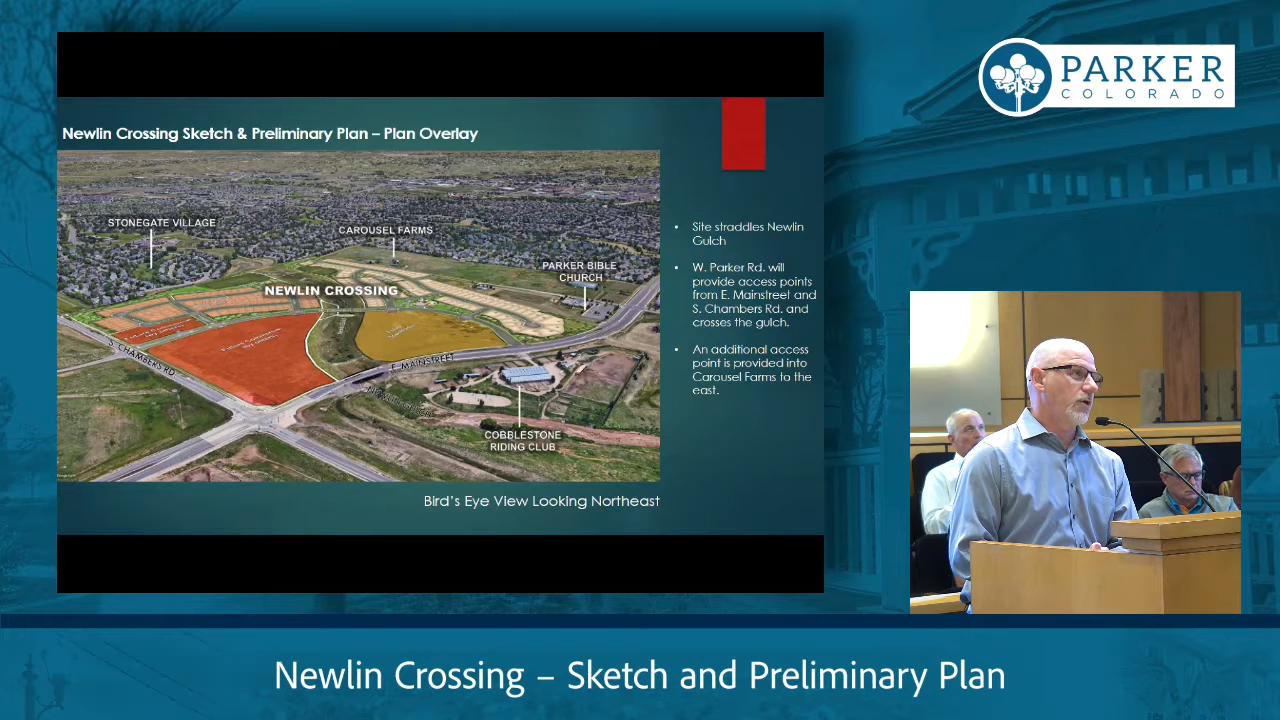 PARKER
COLORADO
Newlin Crossing Sketch & Preliminary Plan – Plan Overlay
STONEGATE VILLAGE
CAROUSEL FARMS
PARKER BIBLE
CHURCH
NEWLIN CROSSING
S. CHAMBERS RD
E. MAINSTREET
COBBLESTONE
RIDING CLUB
• Site straddles Newlin
Gulch
• W. Parker Rd. will
provide access points
from E. Mainstreet and
S. Chambers Rd. and
crosses the gulch.
• An additional access
point is provided into
Carousel Farms to the
east.
Bird's Eye View Looking Northeast
Newlin Crossing – Sketch and Preliminary Plan